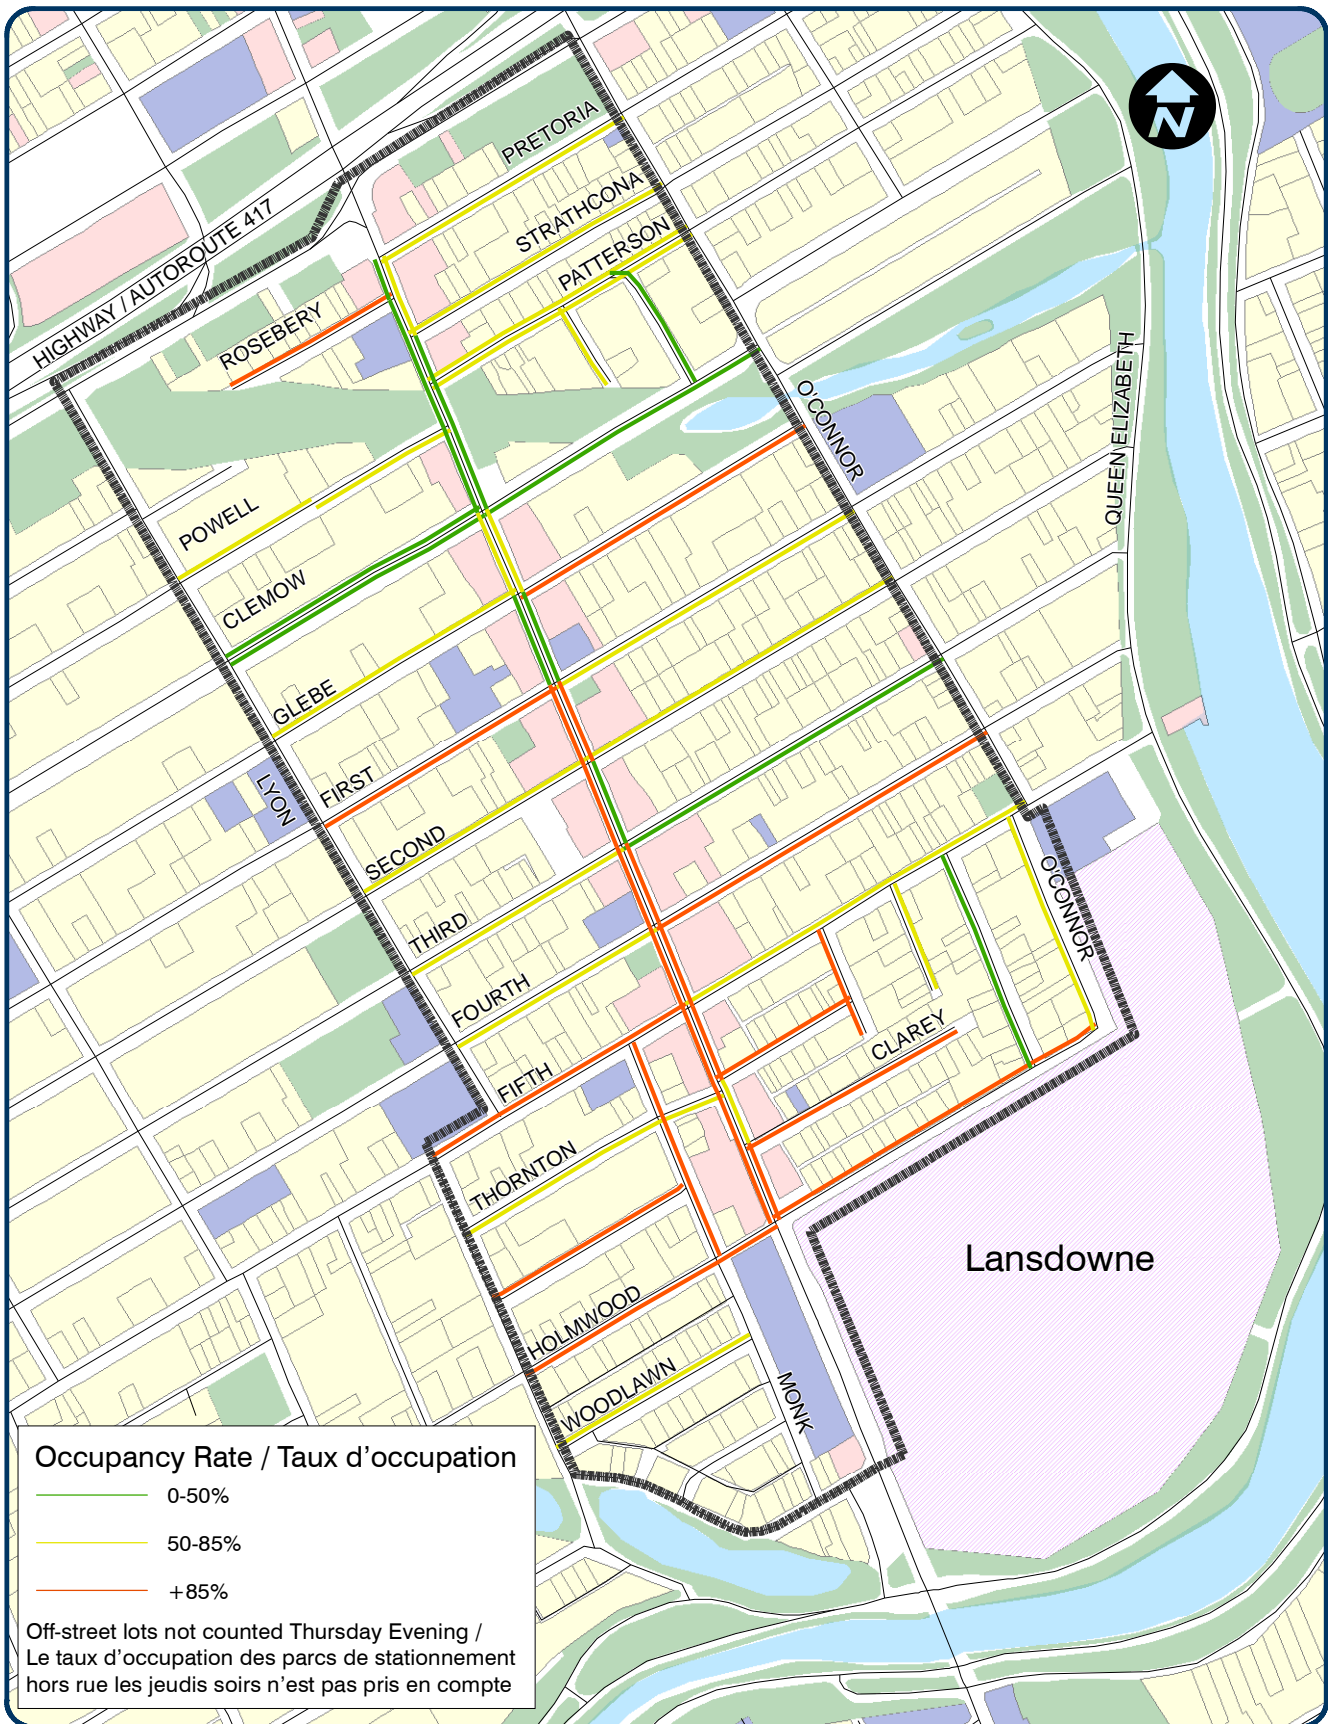 N
PRETORIA
STRATHCONA
PATTERSON
HIGHWAY / AUTOROUTE 417
ROSEBERY
O'CONNOR
QUEEN ELIZABETH
POWELL
CLEMOW
GLEBE
LYON
FIRST
SECOND
THIRD
FOURTH
O'CONNOR
FIFTH
CLAREY
THORNTON
Lansdowne
HOLMWOOD
WOODLAWN
MONK
Occupancy Rate / Taux d'occupation
0-50%
50-85%
+85%
Off-street lots not counted Thursday Evening /
Le taux d'occupation des parcs de stationnement
hors rue les jeudis soirs n'est pas pris en compte